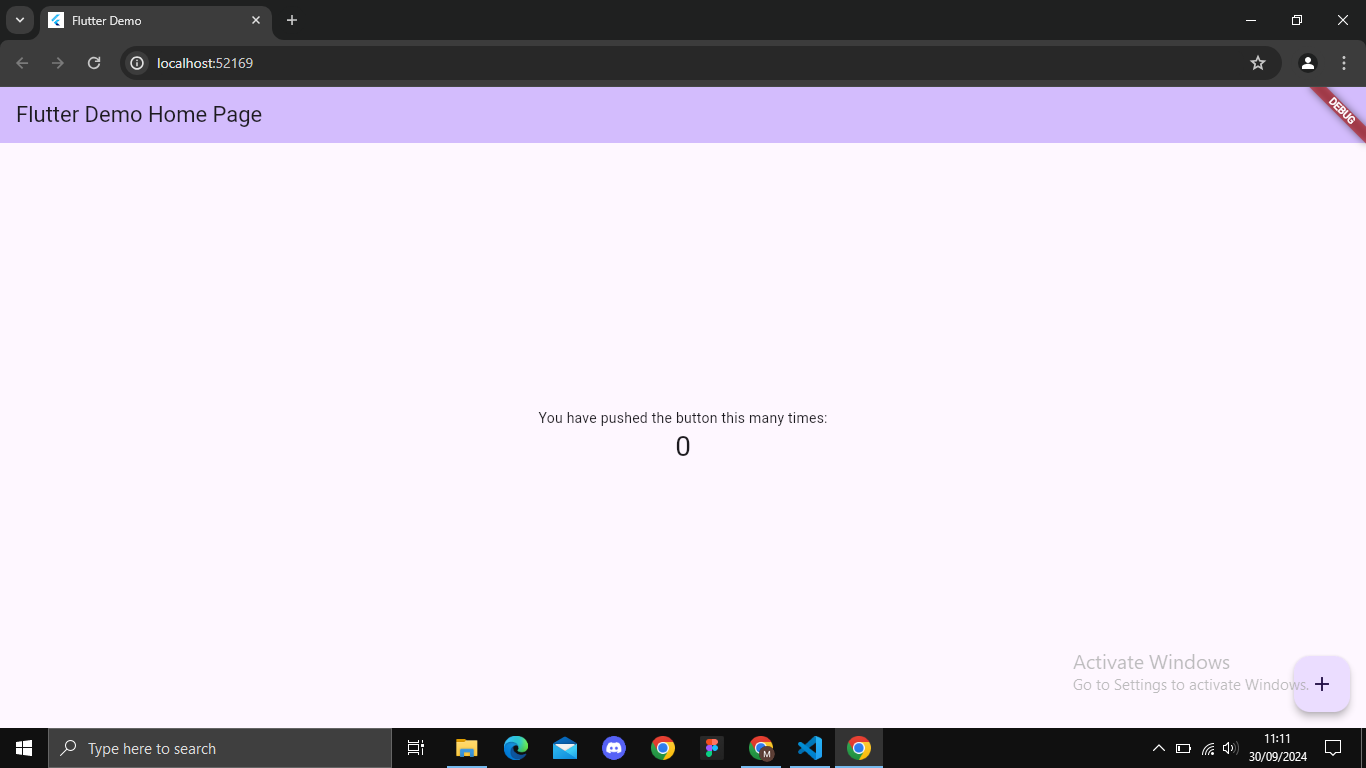 Flutter Demo
localhost:52169
Flutter Demo Home Page
DEBUG
You have pushed the button this many times:
0
Activate Windows
Go to Settings to activate Windows.
Type here to search
M
11:11
30/09/2024